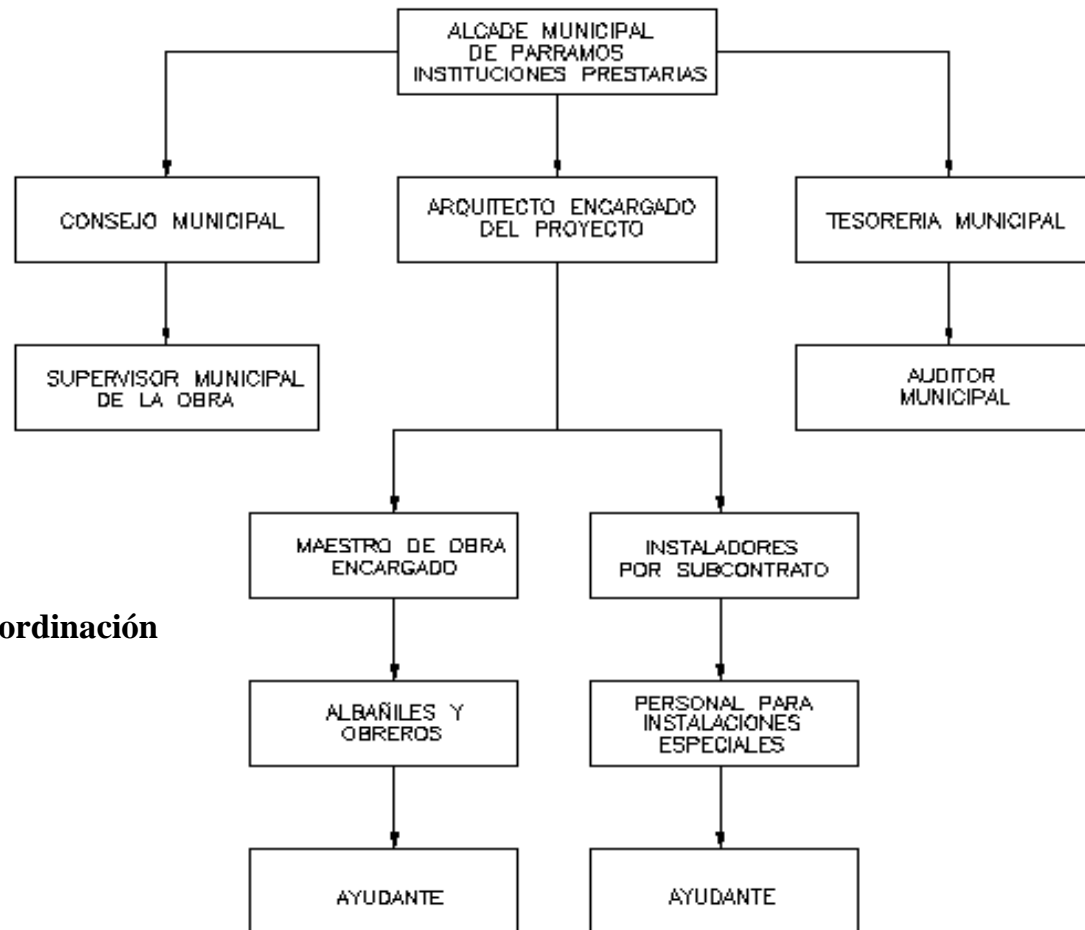 ALCADE MUNICIPAL
DE PARRAMOS
INSTITUCIONES PRESTARIAS
CONSEJO MUNICIPAL
ARQUITECTO ENCARGADO
DEL PROYECTO
TESORERIA MUNICIPAL
SUPERVISOR MUNICIPAL
DE LA OBRA
AUDITOR
MUNICIPAL
MAESTRO DE OBRA
ENCARGADO
INSTALADORES
POR SUBCONTRATO
ordinación
ALBAÑILES Y
OBREROS
PERSONAL PARA
INSTALACIONES
ESPECIALES
AYUDANTE
AYUDANTE